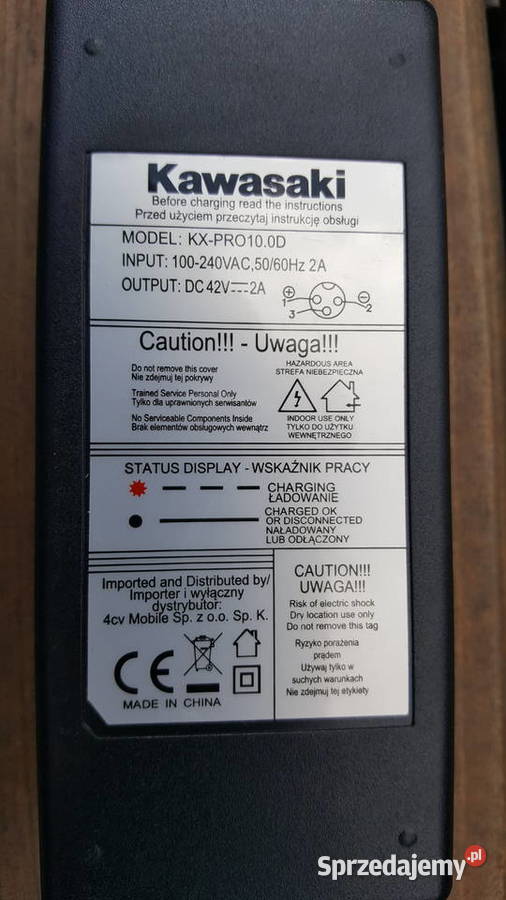 Kawasaki
Before charging read the instructions
Przed użyciem przeczytaj instrukcję obsługi
MODEL: KX-PRO10.0D
INPUT: 100-240VAC,50/60Hz 2A
OUTPUT: DC 42V⎓2A
1
2
3
Caution!!! - Uwaga!!!
Do not remove this cover
Nie zdejmuj tej pokrywy
Trained Service Personal Only
Tylko dla uprawnionych serwisantów
No Serviceable Components Inside
Brak elementów obsługowych wewnątrz
HAZARDOUS AREA
STREFA NIEBEZPIECZNA
INDOOR USE ONLY
TYLKO DO UŻYTKU
WEWNĘTRZNEGO
STATUS DISPLAY - WSKAŹNIK PRACY
CHARGING
ŁADOWANIE
CHARGED OK
OR DISCONNECTED
NAŁADOWANY
LUB ODŁĄCZONY
Imported and Distributed by/
Importer i wyłączny
dystrybutor:
4cv Mobile Sp. z o.o. Sp. K.
CE
MADE IN CHINA
CAUTION!!!
UWAGA!!!
Risk of electric shock
Dry location use only
Do not remove this tag
Ryzyko porażenia
prądem
Używaj tylko w
suchych warunkach
Nie zdejmuj tej etykiety
Sprzedajemy.pl